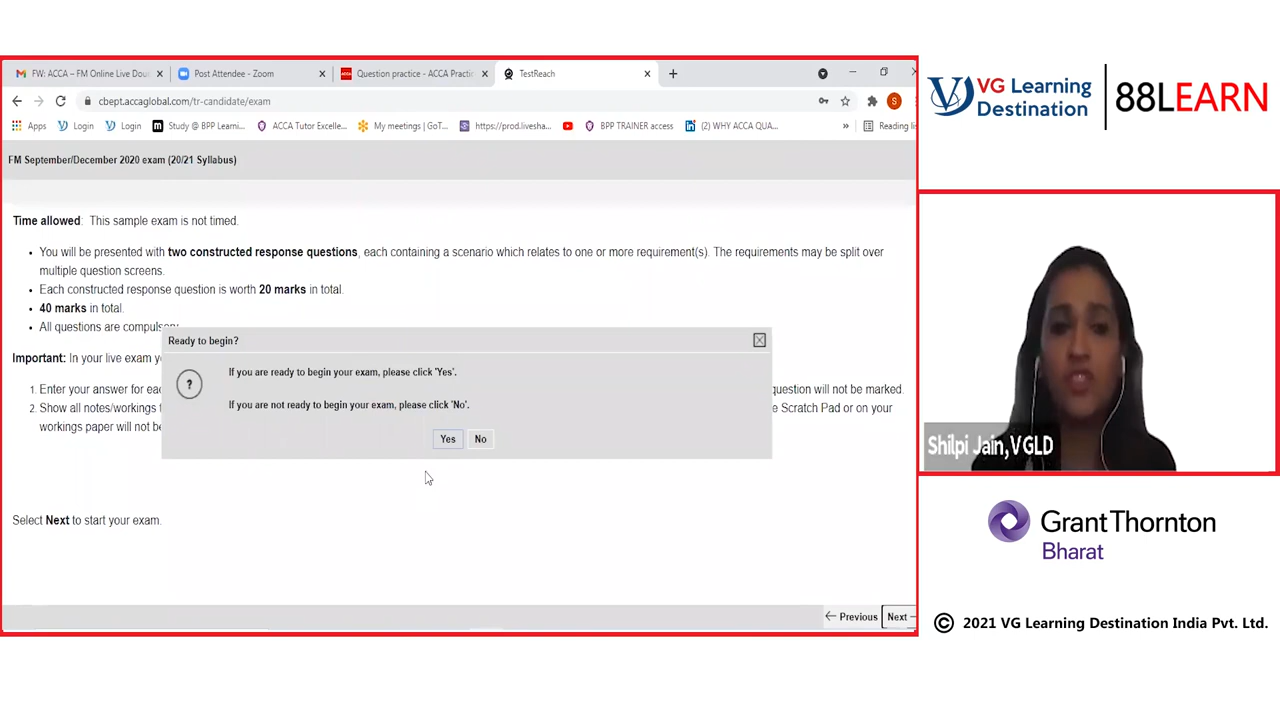 FW: ACCA – FM Online Live Dou
Post Attendee - Zoom
Question practice - ACCA Practic
TestReach
cbept.accaglobal.com/tr-candidate/exam
S
Apps
Login
Login
Study @ BPP Learni...
ACCA Tutor Excelle...
My meetings | GoT...
https://prod.livesha...
BPP TRAINER access
(2) WHY ACCA QUA...
»
Reading lis
FM September/December 2020 exam (20/21 Syllabus)
Time allowed: This sample exam is not timed.
• You will be presented with two constructed response questions, each containing a scenario which relates to one or more requirement(s). The requirements may be split over
multiple question screens.
• Each constructed response question is worth 20 marks in total.
• 40 marks in total.
• All questions are compulsory
Important: In your live exam y
1. Enter your answer for eac
question will not be marked.
2. Show all notes/workings
e Scratch Pad or on your
workings paper will not be
Ready to begin?
?
If you are ready to begin your exam, please click 'Yes'.
If you are not ready to begin your exam, please click 'No'.
Yes
No
Select Next to start your exam.
Previous
Next
VG Learning
Destination
88LEARN
Shilpi Jain,VGLD
Grant Thornton
Bharat
© 2021 VG Learning Destination India Pvt. Ltd.